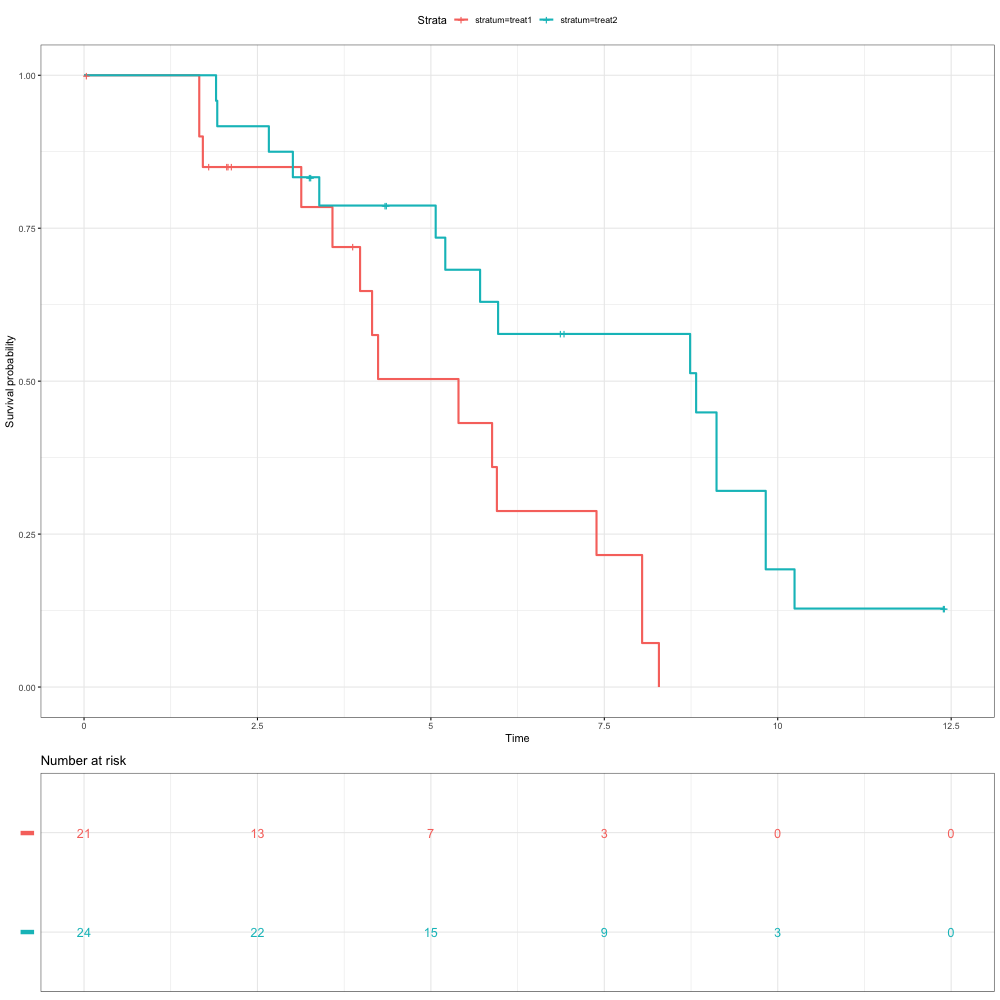 Strata stratum=treat1 stratum=treat2
1.00
0.75
0.50
0.25
0.00
Survival probability
0 2.5 5 7.5 10 12.5
Time
Number at risk
21 13 7 3 0 0
24 22 15 9 3 0